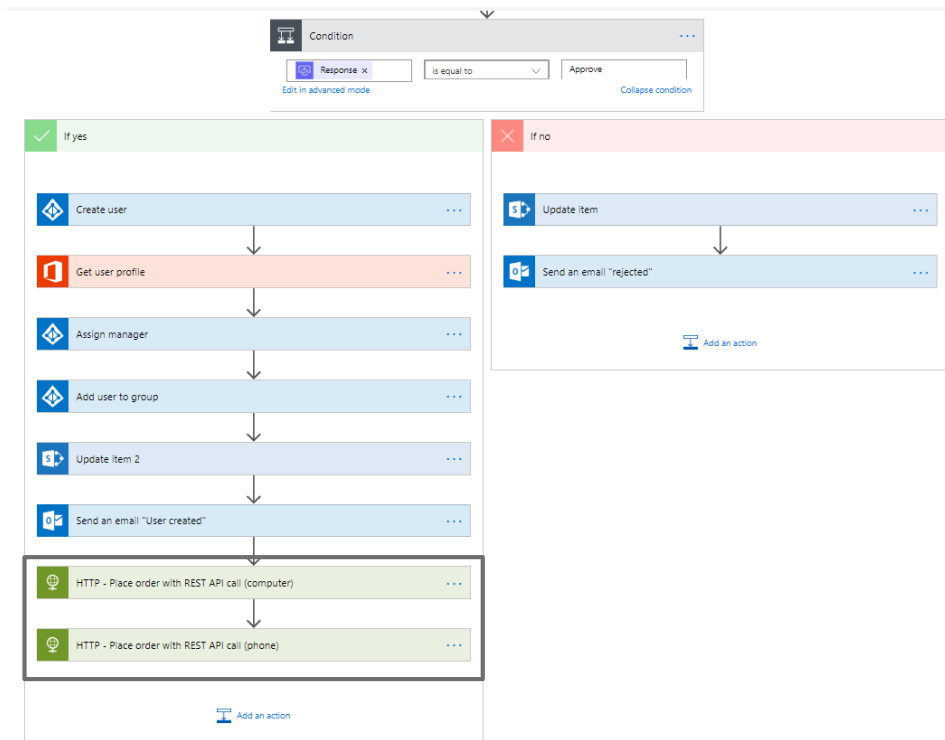 Condition
Response x
is equal to
Approve
Edit in advanced mode
Collapse condition
If yes
Create user
Get user profile
Assign manager
Add user to group
Update item 2
Send an email "User created"
HTTP - Place order with REST API call (computer)
HTTP - Place order with REST API call (phone)
Add an action
If no
Update item
Send an email "rejected"
Add an action